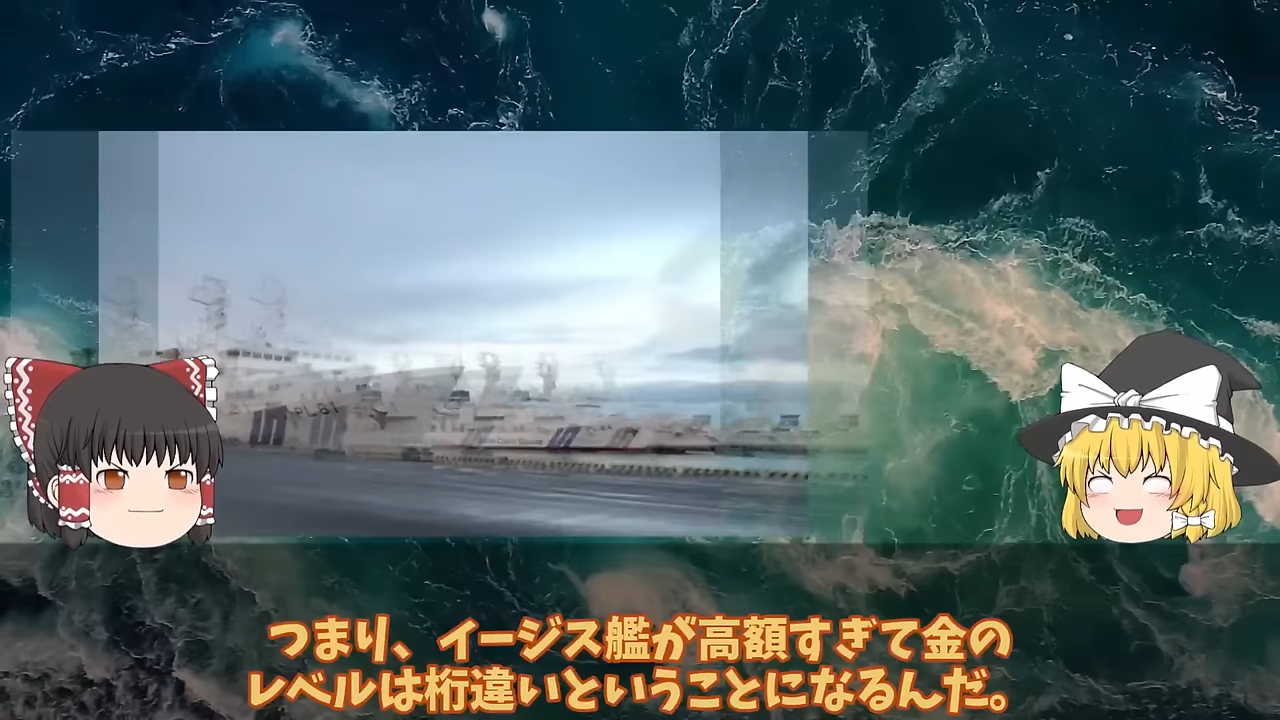 つまり、イージス艦が高額すぎて金の
レベルは桁違いということになるんだ。